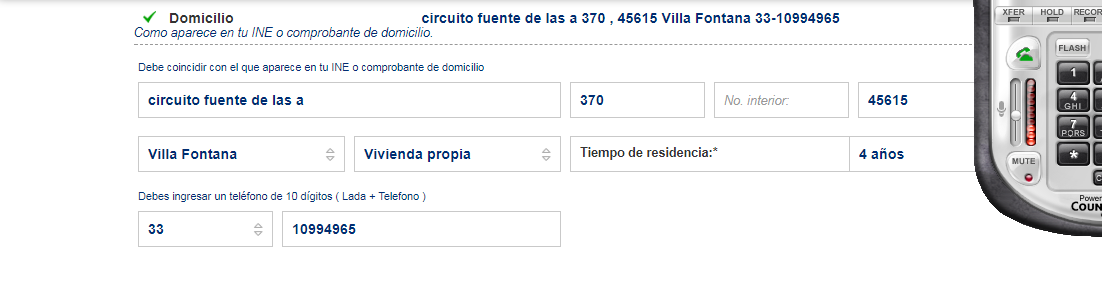 Domicilio circuito fuente de las a 370 , 45615 Villa Fontana 33-10994965
Como aparece en tu INE o comprobante de domicilio.
Debe coincidir con el que aparece en tu INE o comprobante de domicilio
circuito fuente de las a 370 No. interior: 45615
Villa Fontana Vivienda propia Tiempo de residencia:* 4 años
Debes ingresar un teléfono de 10 dígitos ( Lada + Telefono )
33 10994965
XFER HOLD RECOR
FLASH
1
4
GHI
7
PQRS
MUTE *
Powe
COUN